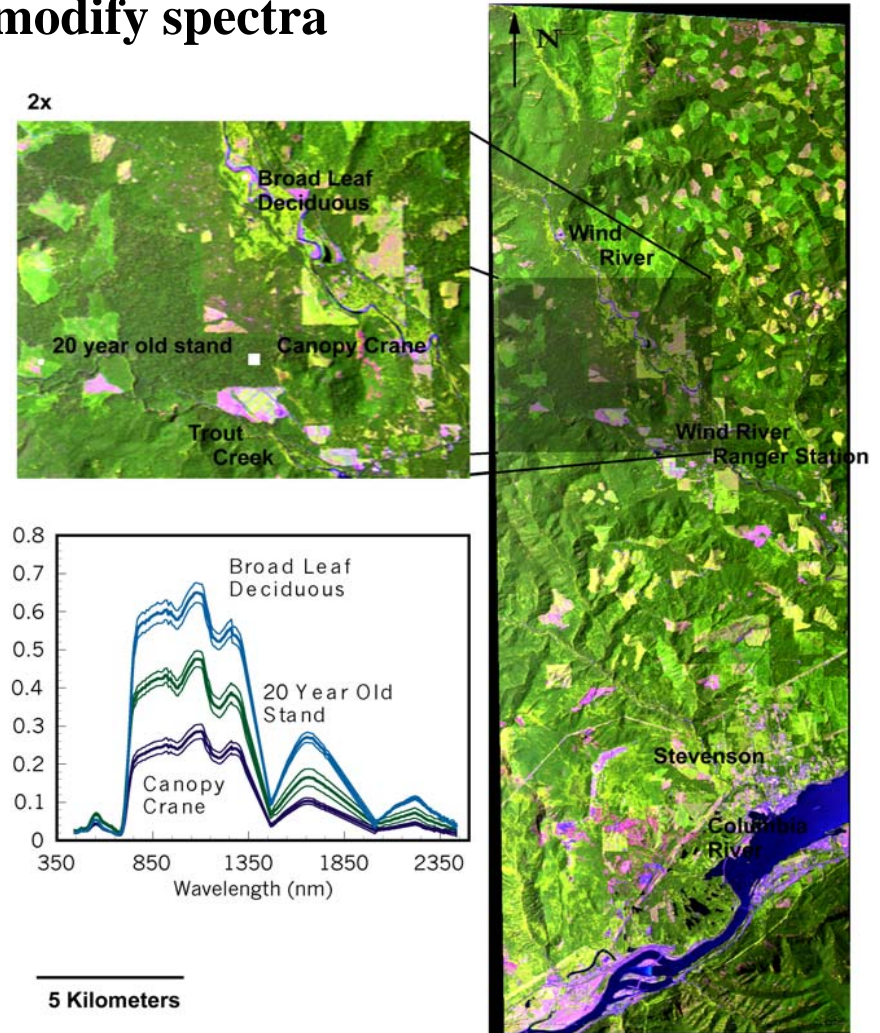 modify spectra
2x
N
Broad Leaf
Deciduous
20 year old stand
Canopy Crane
Trout
Creek
Wind
River
Wind River
Ranger Station
Stevenson
Columbia
River
0.8
0.7
0.6
0.5
0.4
0.3
0.2
0.1
0
Broad Leaf
Deciduous
20 Year Old
Stand
Canopy
Crane
350 850 1350 1850 2350
Wavelength (nm)
5 Kilometers